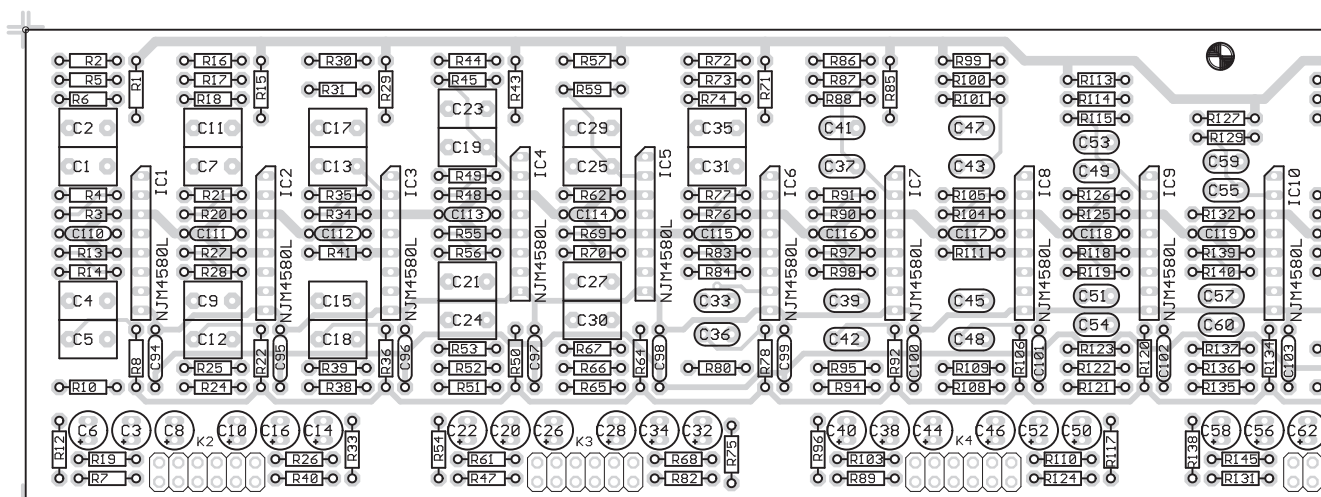 R2 R16 R30 R44 R57 R72 R86 R99
R5 R1 R17 R15 R31 R29 R45 R43 R59 R73 R71 R87 R85 R100 R113
R6 R18 R74 R88 R101 R114
C23 R115 R127
C2 C11 C17 C29 C35 C41 C47 R129
C19 C53
C1 C7 C13 C25 C31 C37 C43 C49 C59
IC1 IC2 IC3 IC4 IC5 IC6 IC7 IC8 IC9 IC10
R49 C55
R4 R21 R35 R48 R62 R77 R91 R105 R126
R3 R20 R34 C113 C114 R76 R90 R104 R125 R132
C110 C111 C112 R55 R69 C115 C116 C117 C118 C119
R13 R27 R41 R56 R70 R83 R97 R111 R118 R139
R14 R28 R84 R98 R119 R140
NJM4580L NJM4580L NJM4580L NJM4580L NJM4580L NJM4580L NJM4580L NJM4580L NJM4580L NJM4580L
C21 C27
C4 C9 C15 C33 C39 C45 C51 C57
C24 C30
C5 C12 C18 C36 C42 C48 C54 C60
R53 R67 R123 R137
R8 C94 R25 R22 C95 R39 R36 C96 R52 R50 C97 R66 R64 C98 R80 R78 C99 R95 R92 C100 R109 R106 C101 R122 R120 C102 R136 R134 C103
R10 R24 R38 R51 R65 R94 R108 R121 R135
R12 C6 C3 C8 K2 C10 C16 C14 R33 R54 C22 C20 C26 K3 C28 C34 C32 R75 R96 C40 C38 C44 K4 C46 C52 C50 R117 R138 C58 C56 C62
R19 R26 R61 R68 R103 R110 R145
R7 R40 R47 R82 R89 R124 R131